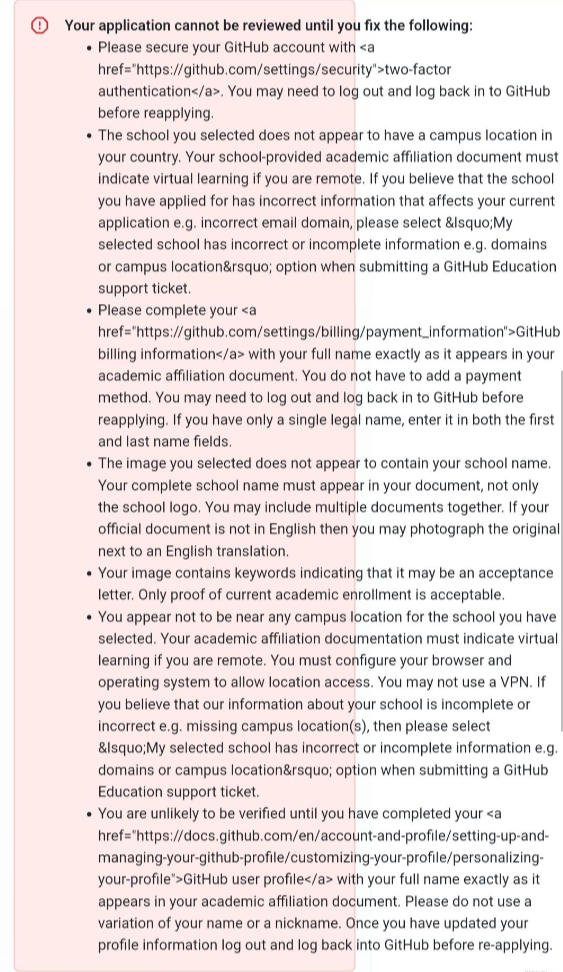 Your application cannot be reviewed until you fix the following:
• Please secure your GitHub account with <a
href="https://github.com/settings/security">two-factor
authentication</a>. You may need to log out and log back in to GitHub
before reapplying.
• The school you selected does not appear to have a campus location in
your country. Your school-provided academic affiliation document must
indicate virtual learning if you are remote. If you believe that the school
you have applied for has incorrect information that affects your current
application e.g. incorrect email domain, please select &lsquo;My
selected school has incorrect or incomplete information e.g. domains
or campus location&rsquo; option when submitting a GitHub Education
support ticket.
• Please complete your <a
href="https://github.com/settings/billing/payment_information">GitHub
billing information</a> with your full name exactly as it appears in your
academic affiliation document. You do not have to add a payment
method. You may need to log out and log back in to GitHub before
reapplying. If you have only a single legal name, enter it in both the first
and last name fields.
• The image you selected does not appear to contain your school name.
Your complete school name must appear in your document, not only
the school logo. You may include multiple documents together. If your
official document is not in English then you may photograph the original
next to an English translation.
• Your image contains keywords indicating that it may be an acceptance
letter. Only proof of current academic enrollment is acceptable.
• You appear not to be near any campus location for the school you have
selected. Your academic affiliation documentation must indicate virtual
learning if you are remote. You must configure your browser and
operating system to allow location access. You may not use a VPN. If
you believe that our information about your school is incomplete or
incorrect e.g. missing campus location(s), then please select
&lsquo;My selected school has incorrect or incomplete information e.g.
domains or campus location&rsquo; option when submitting a GitHub
Education support ticket.
• You are unlikely to be verified until you have completed your <a
href="https://docs.github.com/en/account-and-profile/setting-up-and-
managing-your-github-profile/customizing-your-profile/personalizing-
your-profile">GitHub user profile</a> with your full name exactly as it
appears in your academic affiliation document. Please do not use a
variation of your name or a nickname. Once you have updated your
profile information log out and log back into GitHub before re-applying.